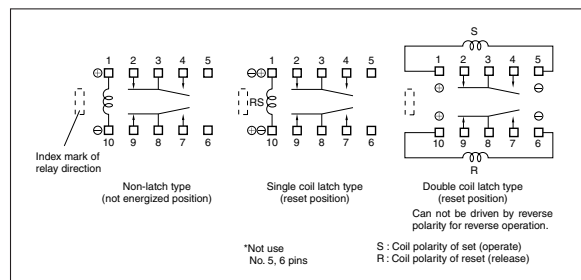 1 2 3 4 5
10 9 8 7 6
Index mark of
relay direction
Non-latch type
(not energized position)
1 2 3 4 5
RS
10 9 8 7 6
Single coil latch type
(reset position)
S
1 2 3 4 5
10 9 8 7 6
R
Double coil latch type
(reset position)
Can not be driven by reverse
polarity for reverse operation.
*Not use
No. 5, 6 pins
S : Coil polarity of set (operate)
R : Coil polarity of reset (release)